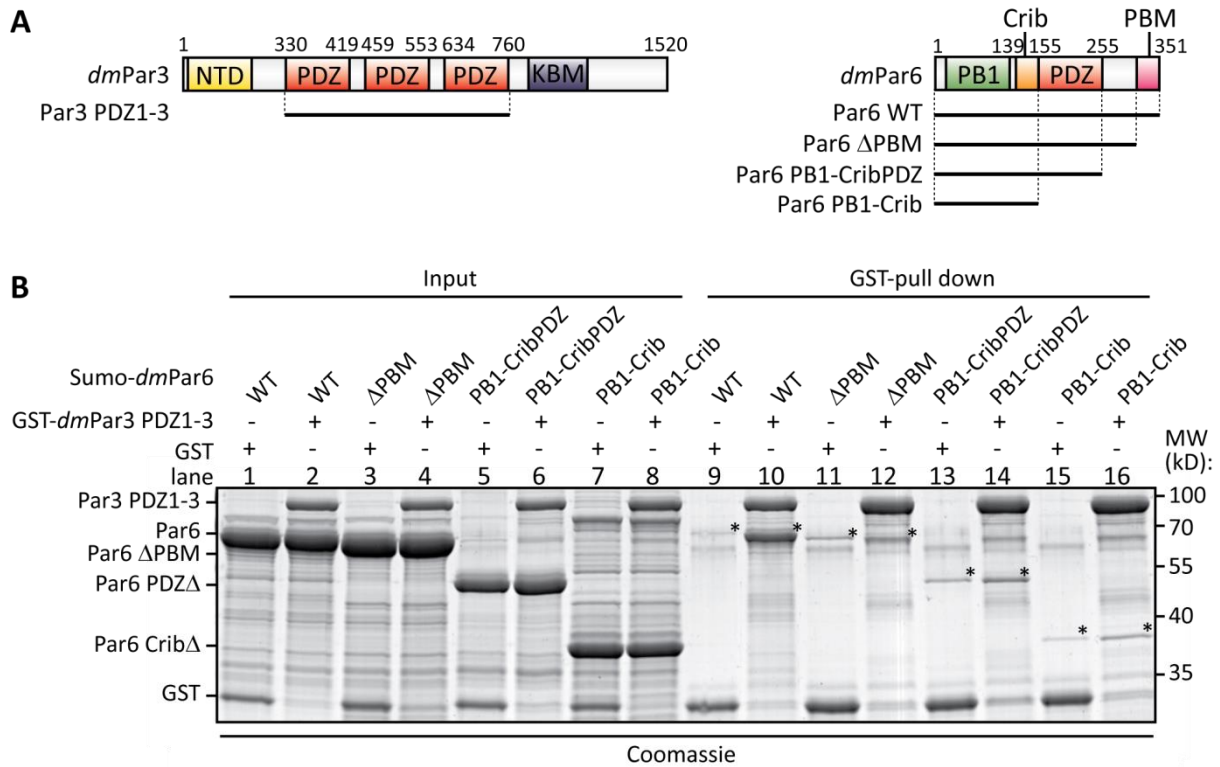 A
Crib PBM
1 330 419 459 553 634 760 1520
1 139 155 255 351
dmPar3 NTD PDZ PDZ PDZ KBM
dmPar6 PB1 PDZ
Par3 PDZ1-3
Par6 WT
Par6 ΔPBM
Par6 PB1-CribPDZ
Par6 PB1-Crib
B
Input GST-pull down
Sumo-dmPar6 WT WT ΔPBM ΔPBM PB1-CribPDZ PB1-CribPDZ PB1-Crib PB1-Crib WT WT ΔPBM ΔPBM PB1-CribPDZ PB1-CribPDZ PB1-Crib PB1-Crib
GST-dmPar3 PDZ1-3 - + - + - + - + - + - + - + - +
GST + - + - + - + - + - + - + - + -
MW
(kD):
lane 1 2 3 4 5 6 7 8 9 10 11 12 13 14 15 16
Par3 PDZ1-3
100
Par6
70
* * * *
Par6 ΔPBM
55
Par6 PDZΔ
* *
40
Par6 CribΔ
* *
35
GST
Coomassie